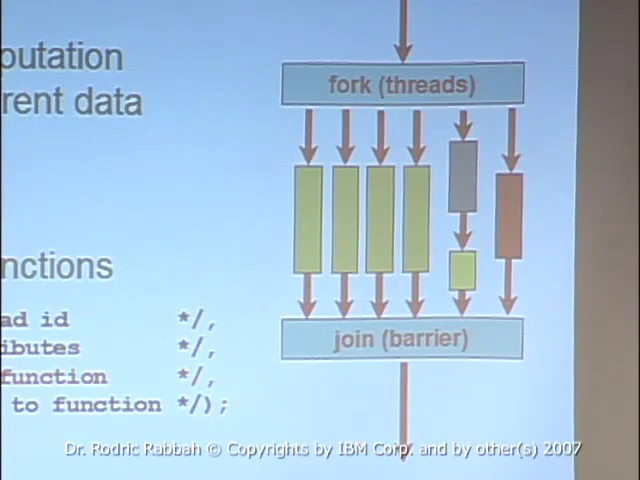 putation
rent data
nctions
ad id */,
ibutes */,
function */,
to function */);
fork (threads)
join (barrier)
Dr. Rodric Rabbah © Copyrights by IBM Corp. and by other(s) 2007